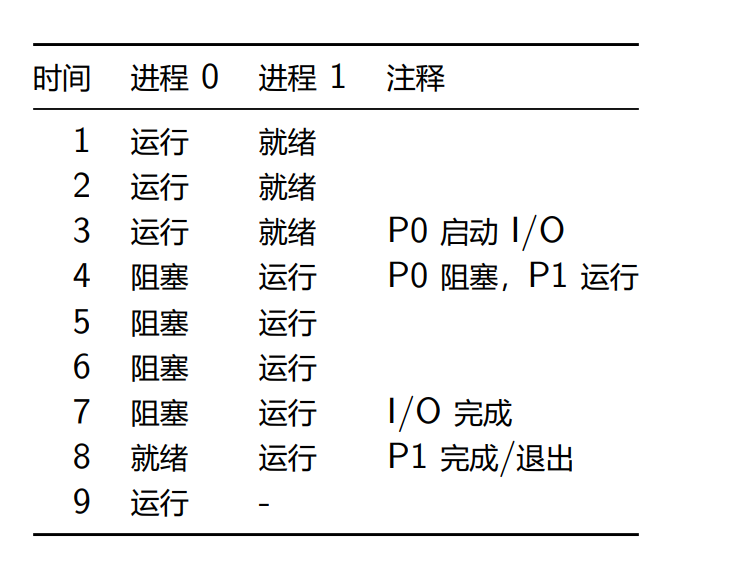 时间 进程 0 进程 1 注释
1 运行 就绪
2 运行 就绪
3 运行 就绪 P0 启动 I/O
4 阻塞 运行 P0 阻塞，P1 运行
5 阻塞 运行
6 阻塞 运行
7 阻塞 运行 I/O 完成
8 就绪 运行 P1 完成/退出
9 运行 -